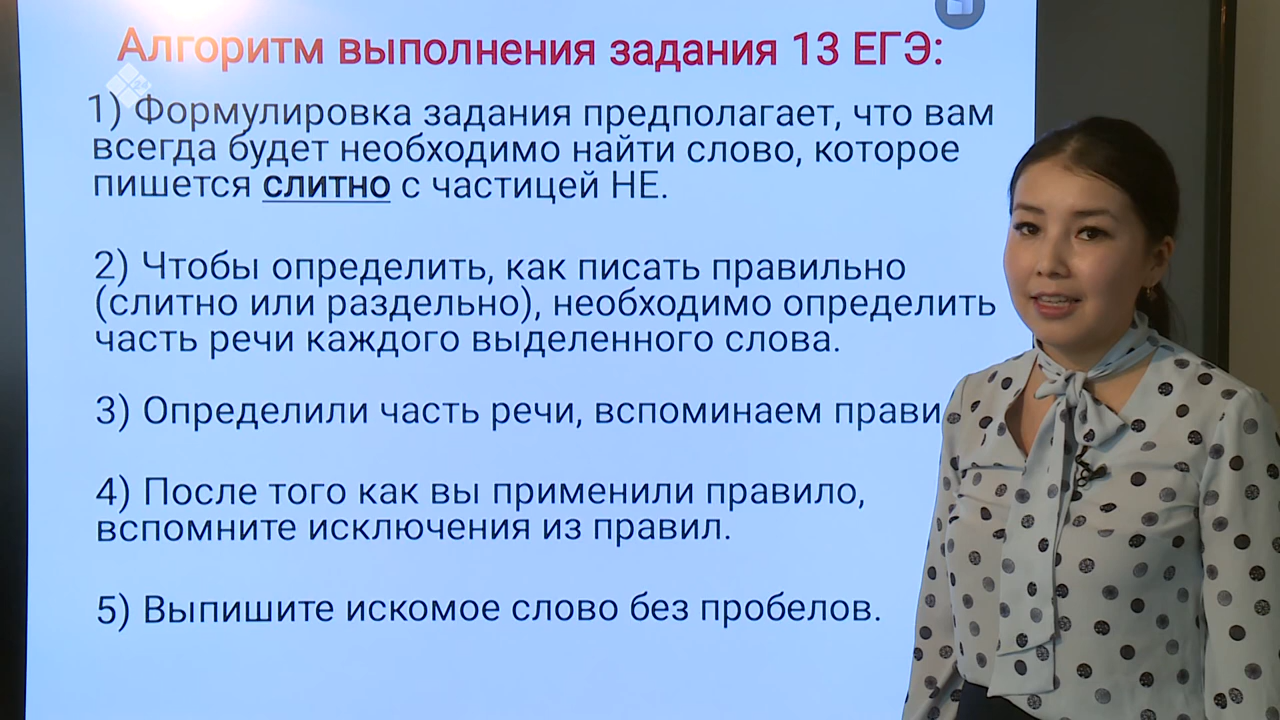 Алгоритм выполнения задания 13 ЕГЭ:
1) Формулировка задания предполагает, что вам
всегда будет необходимо найти слово, которое
пишется слитно с частицей НЕ.
2) Чтобы определить, как писать правильно
(слитно или раздельно), необходимо определить
часть речи каждого выделенного слова.
3) Определили часть речи, вспоминаем прави
4) После того как вы применили правило,
вспомните исключения из правил.
5) Выпишите искомое слово без пробелов.